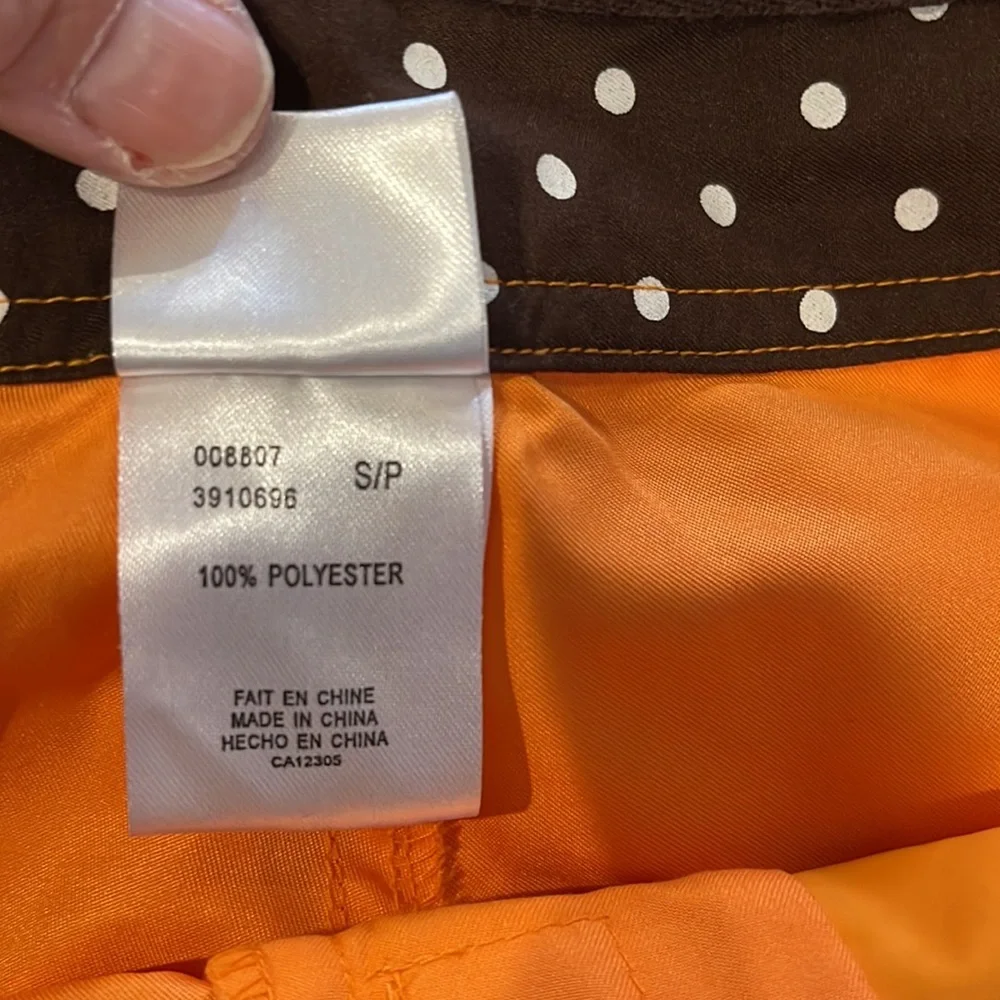 008807
3910696
S/P
100% POLYESTER
FAIT EN CHINE
MADE IN CHINA
HECHO EN CHINA
CA12305